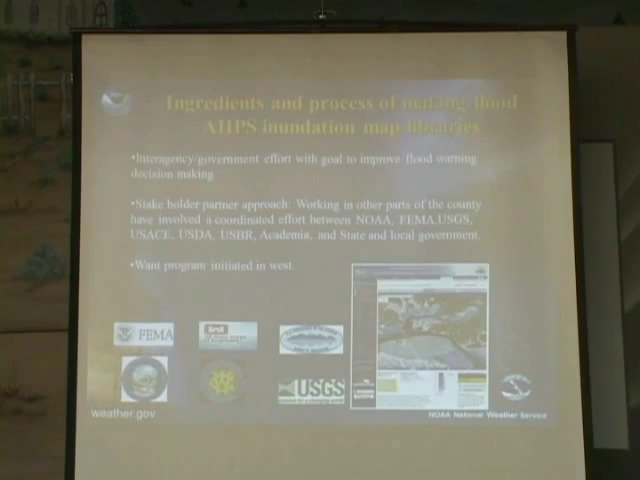 Ingredients and process of making flood
AHPS inundation map libraries
•Interagency government effort with goal to improve flood warning
decision making
•Stake holder partner approach: Working in other parts of the county
have involved a coordinated effort between NOAA, FEMA,USGS,
USACE, USDA, USBR, Academia, and State and local government.
•Want program initiated in west.
FEMA
USGS
weather.gov
NOAA National Weather Service